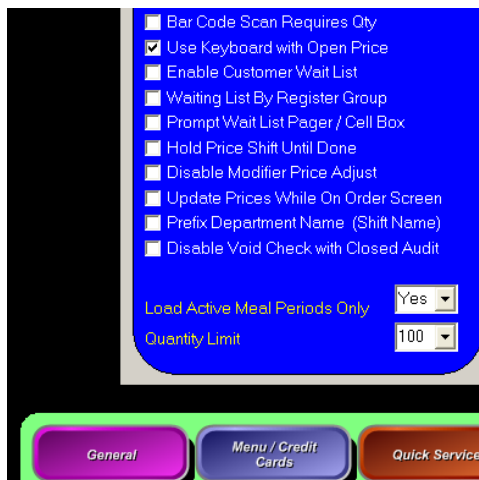 Bar Code Scan Requires Qty
Use Keyboard with Open Price
Enable Customer Wait List
Waiting List By Register Group
Prompt Wait List Pager / Cell Box
Hold Price Shift Until Done
Disable Modifier Price Adjust
Update Prices While On Order Screen
Prefix Department Name (Shift Name)
Disable Void Check with Closed Audit
Load Active Meal Periods Only Yes
Quantity Limit 100
General
Menu / Credit
Cards
Quick Service